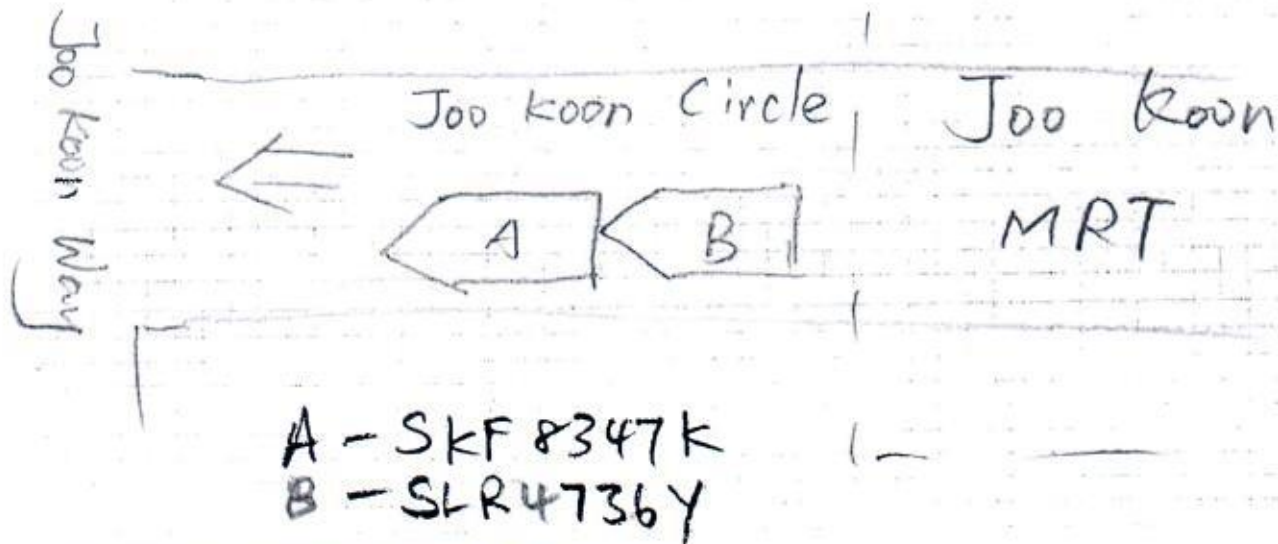 Joo Koon Way
Joo Koon Circle
Joo Koon
MRT
A
B
A - SKF 8347K
B - SLR4736Y